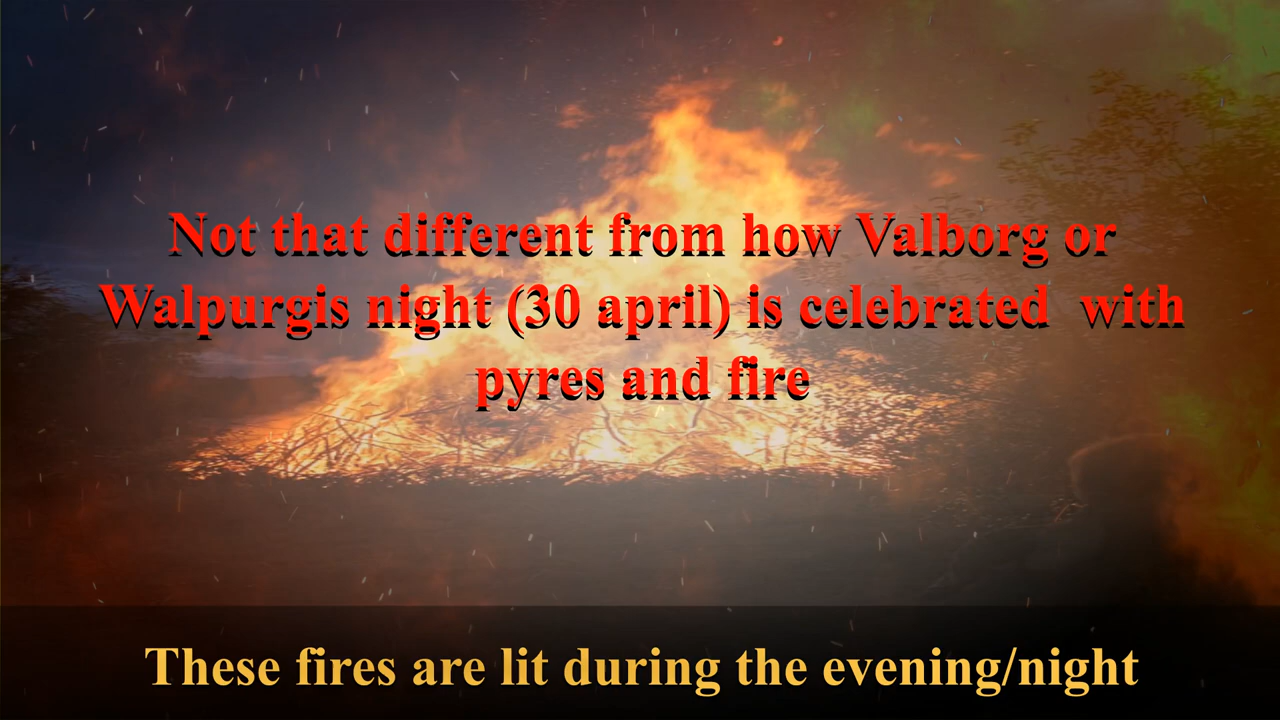 Not that different from how Valborg or
Walpurgis night (30 april) is celebrated  with
pyres and fire
These fires are lit during the evening/night